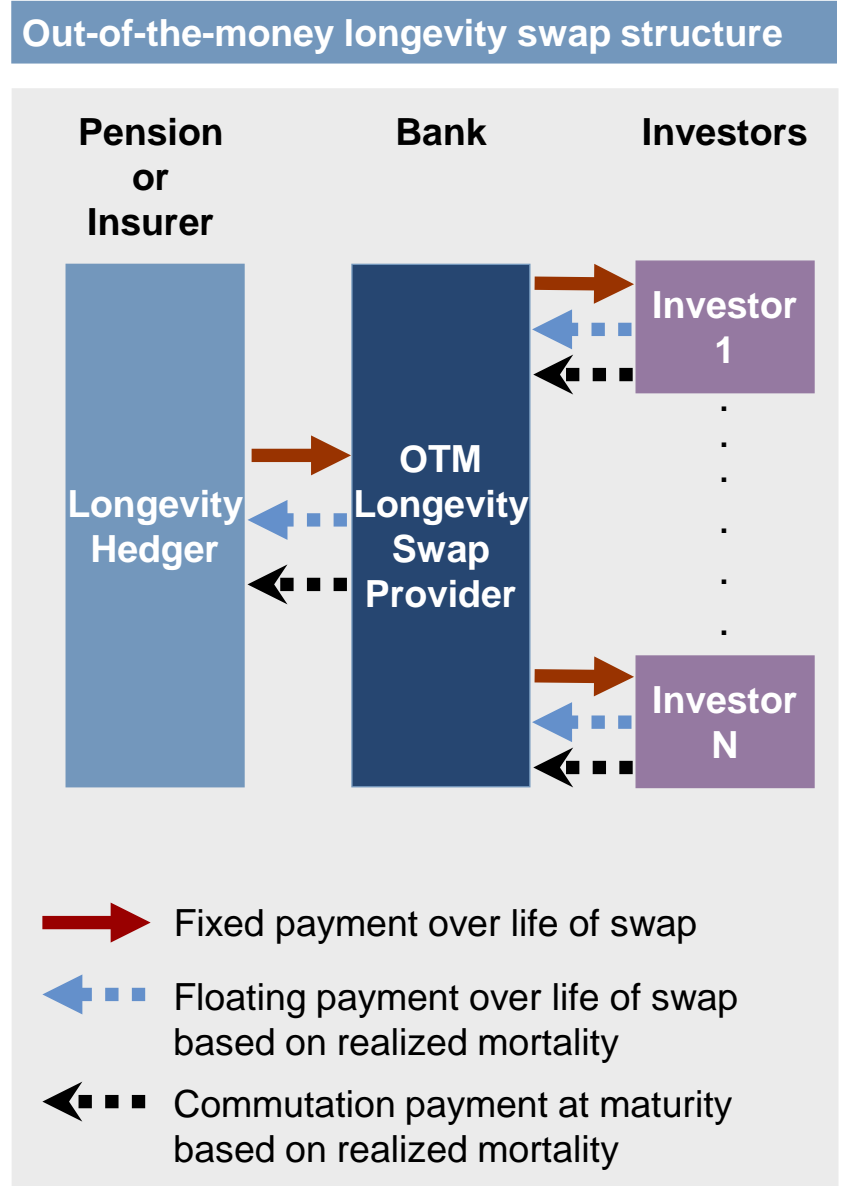 Out-of-the-money longevity swap structure
Pension
or
Insurer
Bank
Investors
Longevity
Hedger
OTM
Longevity
Swap
Provider
Investor
1
Investor
N
Fixed payment over life of swap
Floating payment over life of swap
based on realized mortality
Commutation payment at maturity
based on realized mortality